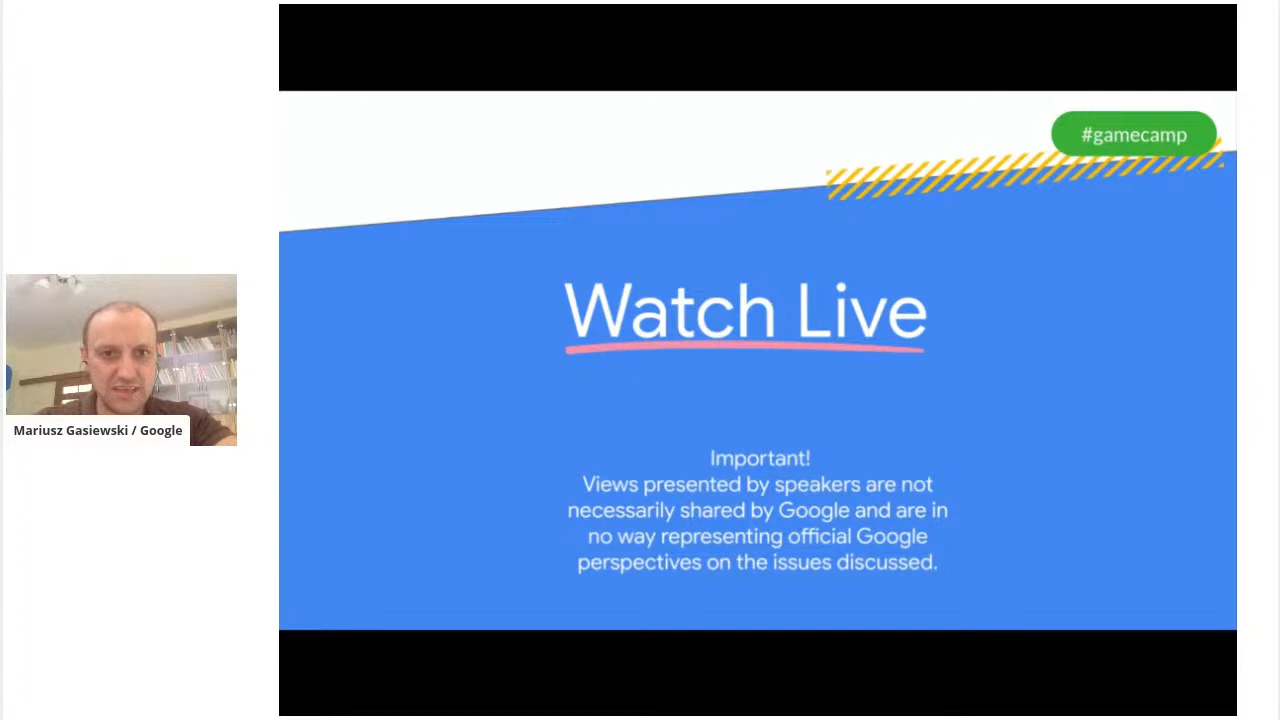 #gamecamp
Watch Live
Important!
Views presented by speakers are not
necessarily shared by Google and are in
no way representing official Google
perspectives on the issues discussed.
Mariusz Gasiewski / Google